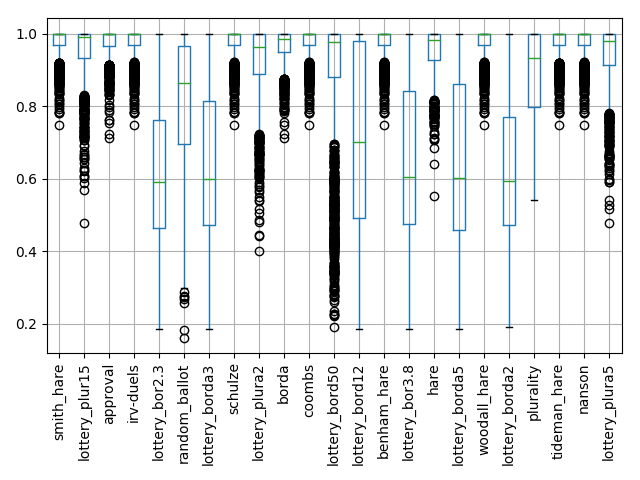 1.0
0.8
0.6
0.4
0.2
smith_hare
lottery_plur15
approval
irv-duels
lottery_bor2.3
random_ballot
lottery_borda3
schulze
lottery_plura2
borda
coombs
lottery_bord50
lottery_bord12
benham_hare
lottery_bor3.8
hare
lottery_borda5
woodall_hare
lottery_borda2
plurality
tideman_hare
nanson
lottery_plura5